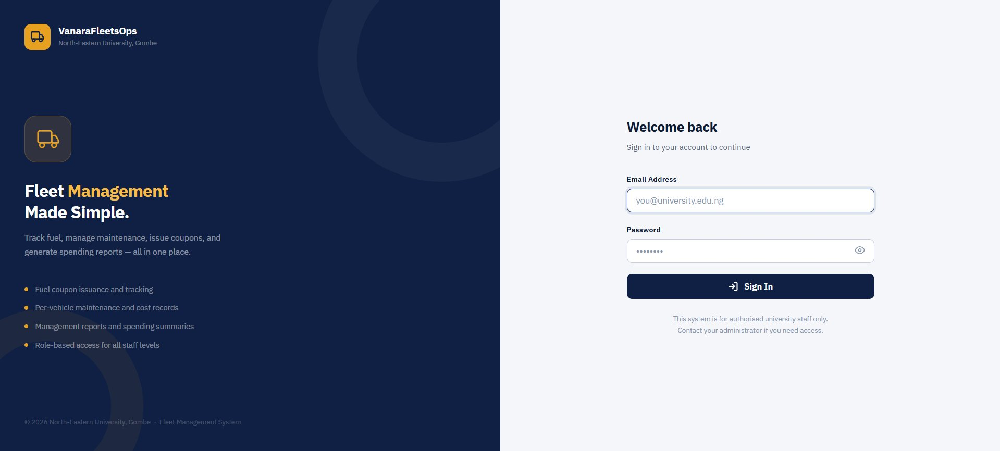 VanaraFleetsOps
North-Eastern University, Gombe
Fleet Management
Made Simple.
Track fuel, manage maintenance, issue coupons, and
generate spending reports — all in one place.
Fuel coupon issuance and tracking
Per-vehicle maintenance and cost records
Management reports and spending summaries
Role-based access for all staff levels
© 2026 North-Eastern University, Gombe · Fleet Management System
Welcome back
Sign in to your account to continue
Email Address
you@university.edu.ng
Password
••••••••
Sign In
This system is for authorised university staff only.
Contact your administrator if you need access.